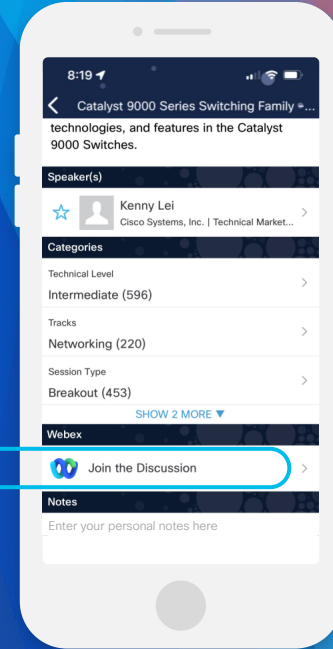 8:19
Catalyst 9000 Series Switching Family -...
technologies, and features in the Catalyst
9000 Switches.
Speaker(s)
Kenny Lei
Cisco Systems, Inc. | Technical Market...
Categories
Technical Level
Intermediate (596)
Tracks
Networking (220)
Session Type
Breakout (453)
SHOW 2 MORE ▼
Webex
Join the Discussion
Notes
Enter your personal notes here